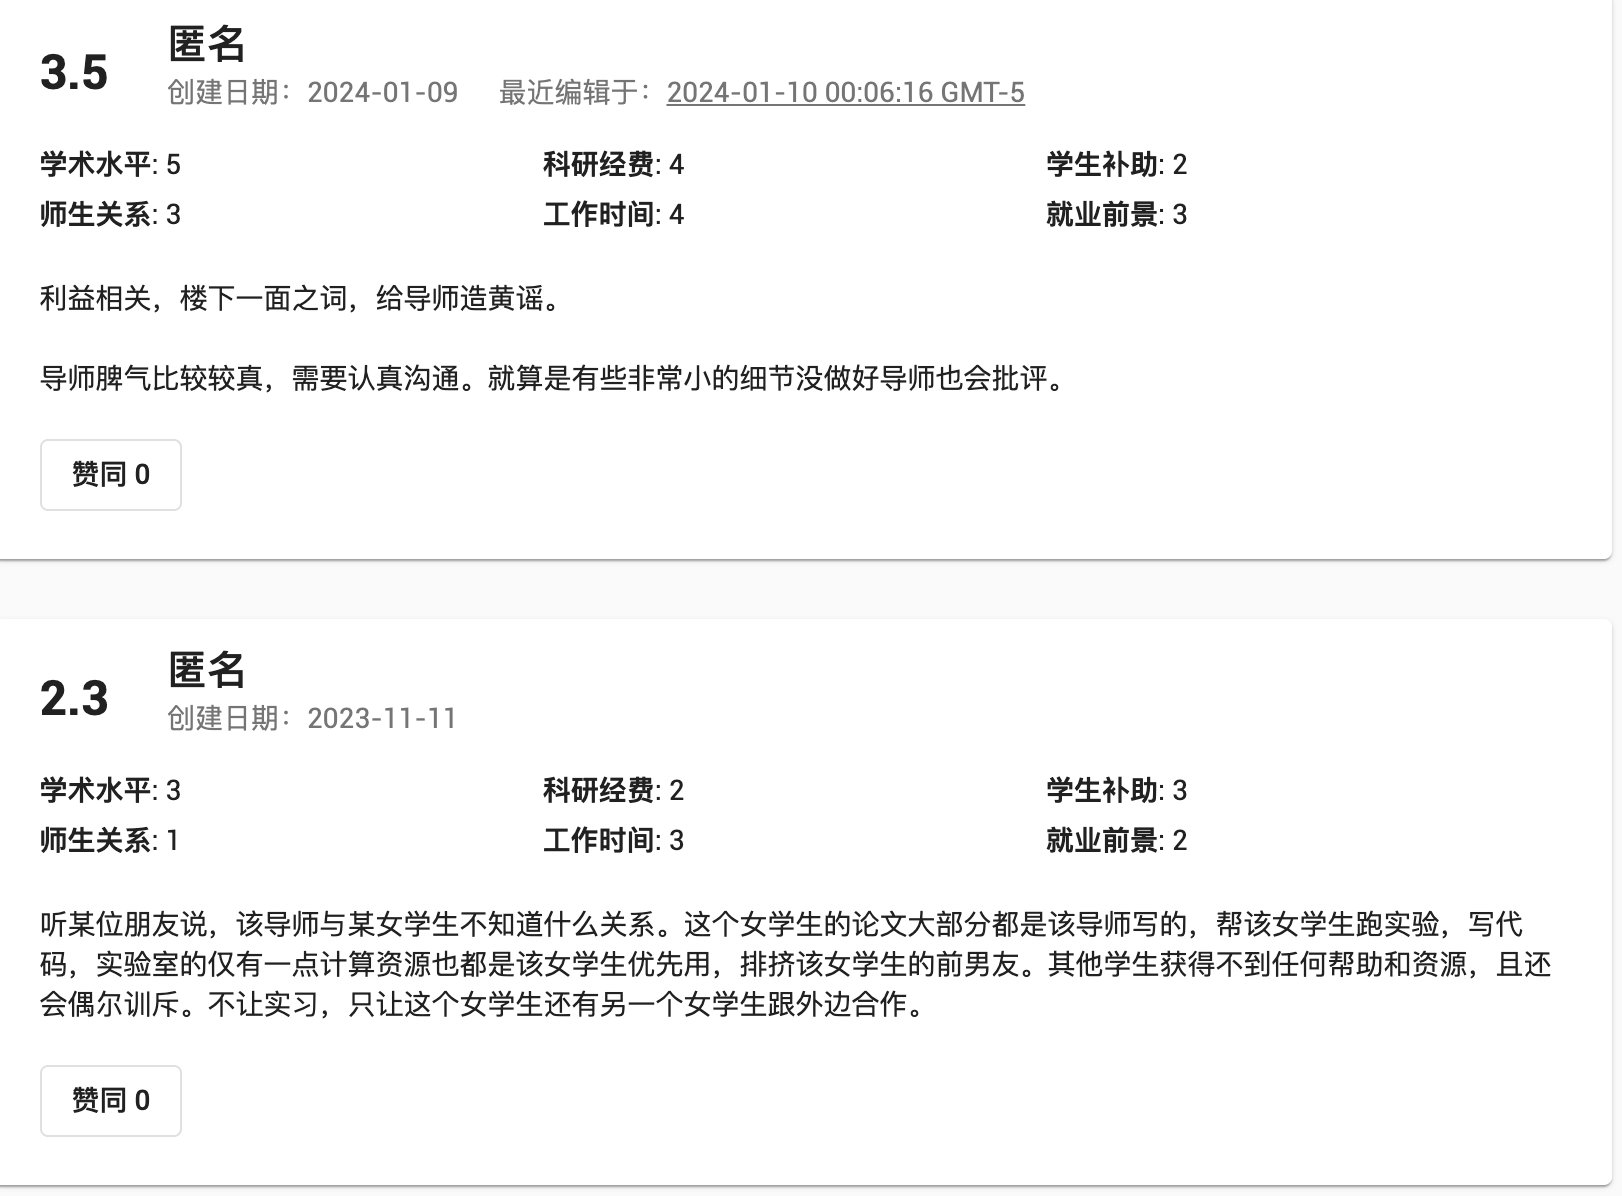 3.5
匿名
创建日期：2024-01-09 最近编辑于：2024-01-10 00:06:16 GMT-5
学术水平: 5 科研经费: 4 学生补助: 2
师生关系: 3 工作时间: 4 就业前景: 3
利益相关，楼下一面之词，给导师造黄谣。
导师脾气比较较真，需要认真沟通。就算是有些非常小的细节没做好导师也会批评。
赞同 0
2.3
匿名
创建日期：2023-11-11
学术水平: 3 科研经费: 2 学生补助: 3
师生关系: 1 工作时间: 3 就业前景: 2
听某位朋友说，该导师与某女学生不知道什么关系。这个女学生的论文大部分都是该导师写的，帮该女学生跑实验，写代
码，实验室的仅有一点计算资源也都是该女学生优先用，排挤该女学生的前男友。其他学生获得不到任何帮助和资源，且还
会偶尔训斥。不让实习，只让这个女学生还有另一个女学生跟外边合作。
赞同 0